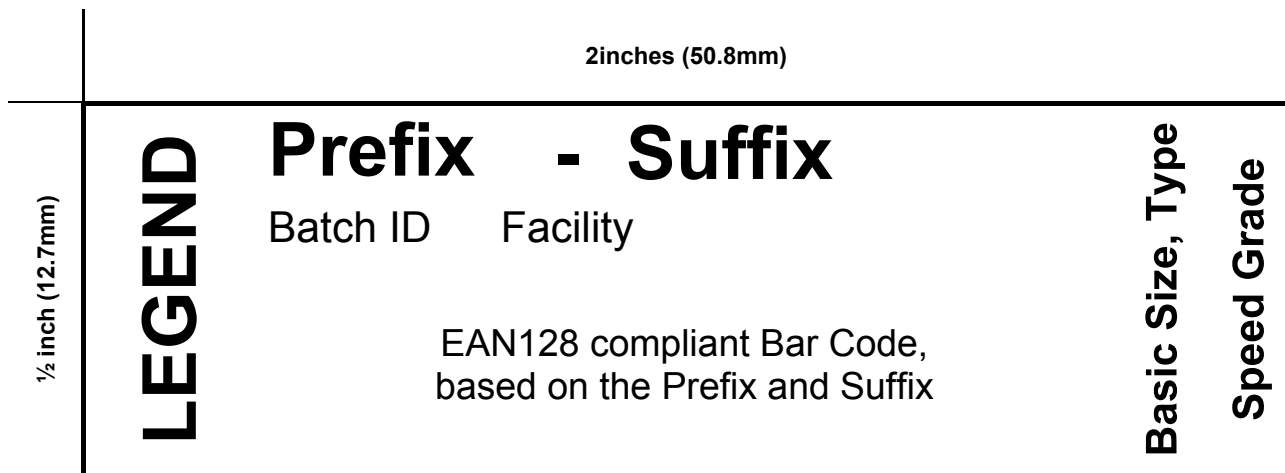 2inches (50.8mm)
½ inch (12.7mm)
LEGEND
Prefix - Suffix
Batch ID Facility
EAN128 compliant Bar Code,
based on the Prefix and Suffix
Basic Size, Type
Speed Grade